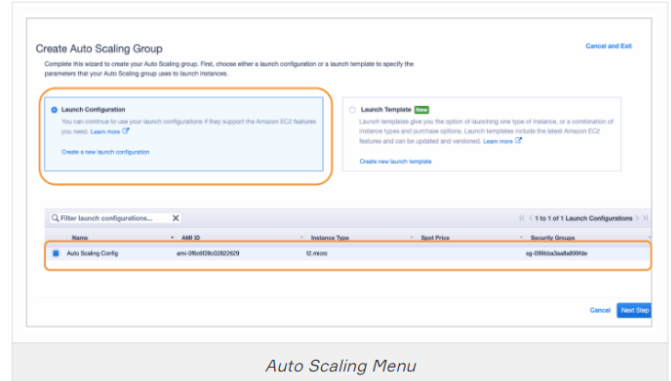 Create Auto Scaling Group
Cancel and Exit
Complete this wizard to create your Auto Scaling group. First, choose either a launch configuration or a launch template to specify the
parameters that your Auto Scaling group uses to launch instances.
Launch Configuration
You can continue to use your launch configurations if they support the Amazon EC2 features
you need. Learn more
Create a new launch configuration
Launch Template New
Launch templates give you the option of launching one type of instance, or a combination of
instance types and purchase options. Launch templates include the latest Amazon EC2
features and can be updated and versioned. Learn more
Create new launch template
Filter launch configurations... X
1 to 1 of 1 Launch Configurations
Name AMI ID Instance Type Spot Price Security Groups
Auto Scaling Config t2.micro
Cancel Next Step
Auto Scaling Menu